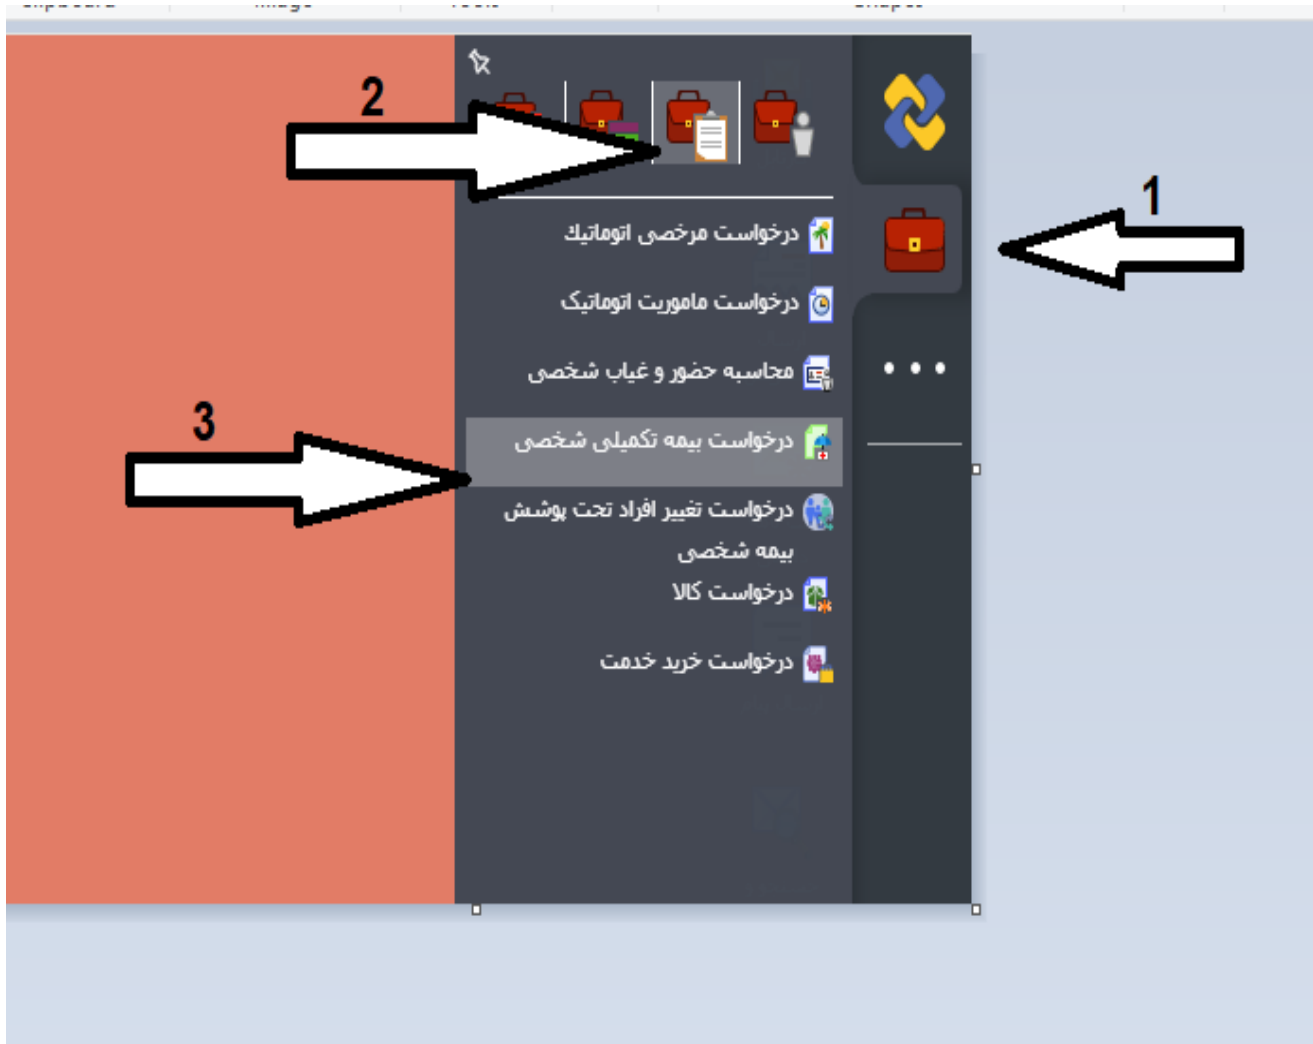 2
1
درخواست مرخصی اتوماتيك
درخواست ماموریت اتوماتیک
محاسبه حضور و غیاب شخصی
3
درخواست بیمه تکمیلی شخصی
درخواست تغییر افراد تحت پوشش
بیمه شخصی
درخواست کالا
درخواست خرید خدمت